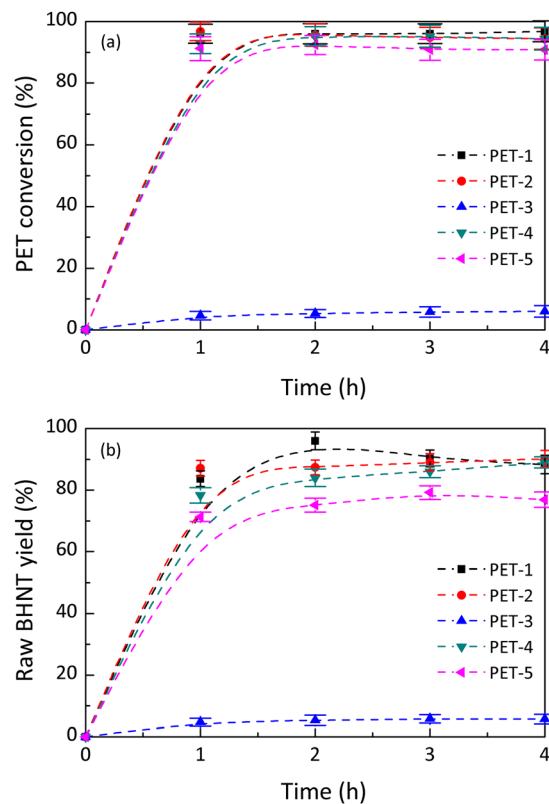 (a)
100
80
60
40
20
0
PET conversion (%)
PET-1
PET-2
PET-3
PET-4
PET-5
0 1 2 3 4
Time (h)
(b)
100
80
60
40
20
0
Raw BHNT yield (%)
PET-1
PET-2
PET-3
PET-4
PET-5
0 1 2 3 4
Time (h)